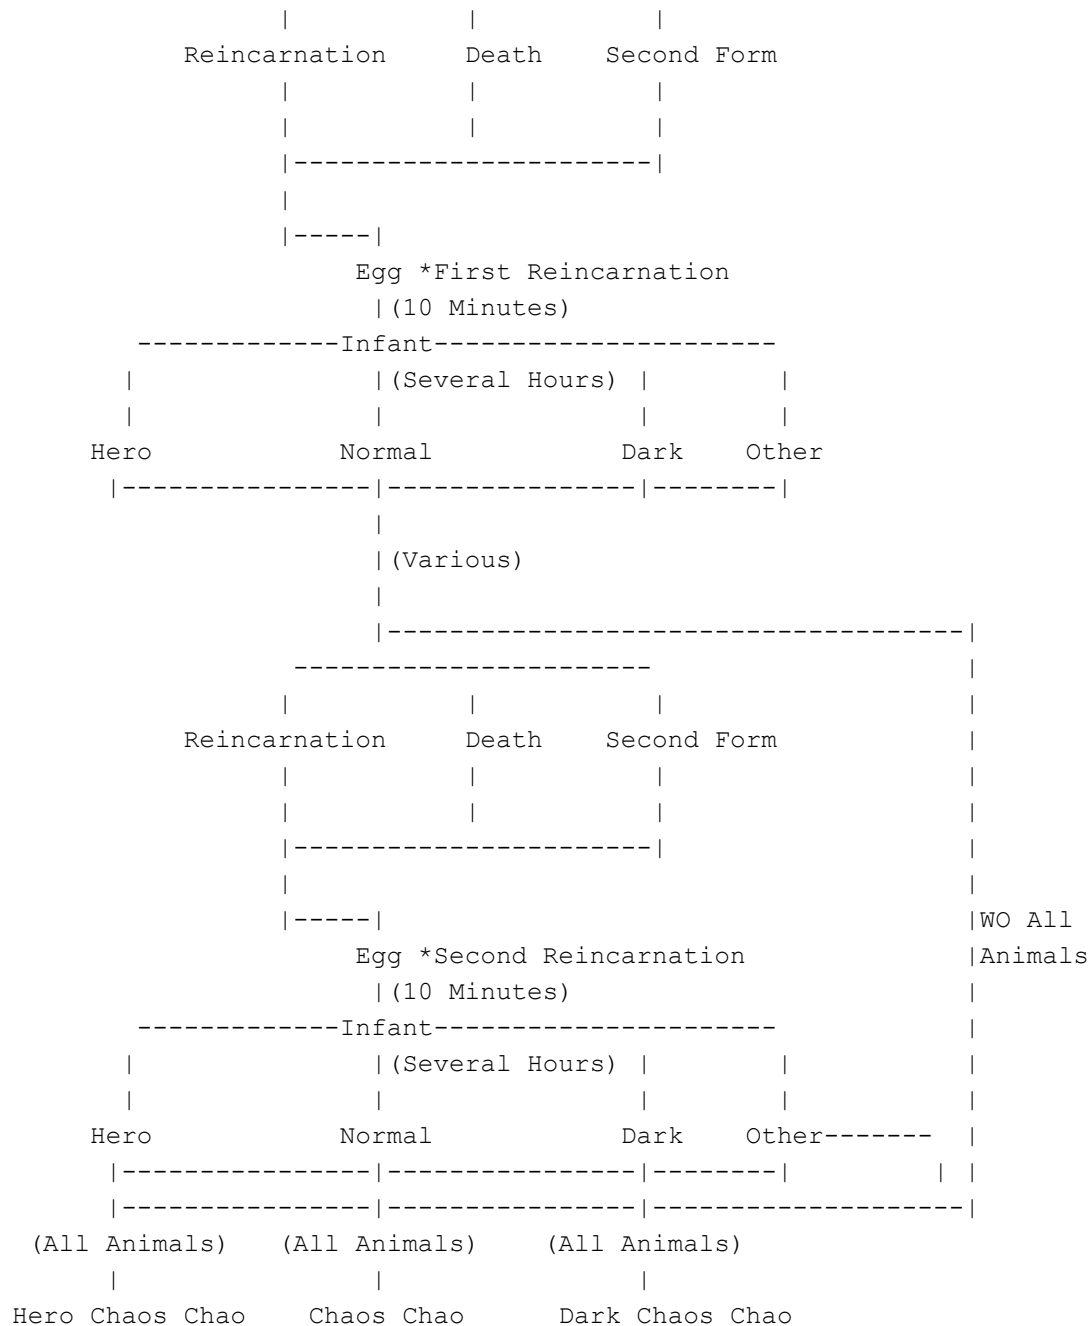 Reincarnation Death Second Form
Egg *First Reincarnation
(10 Minutes)
Infant
(Several Hours)
Hero Normal Dark Other
(Various)
Reincarnation Death Second Form
WO All
Egg *Second Reincarnation Animals
(10 Minutes)
Infant
(Several Hours)
Hero Normal Dark Other
(All Animals) (All Animals) (All Animals)
Hero Chaos Chao Chaos Chao Dark Chaos Chao